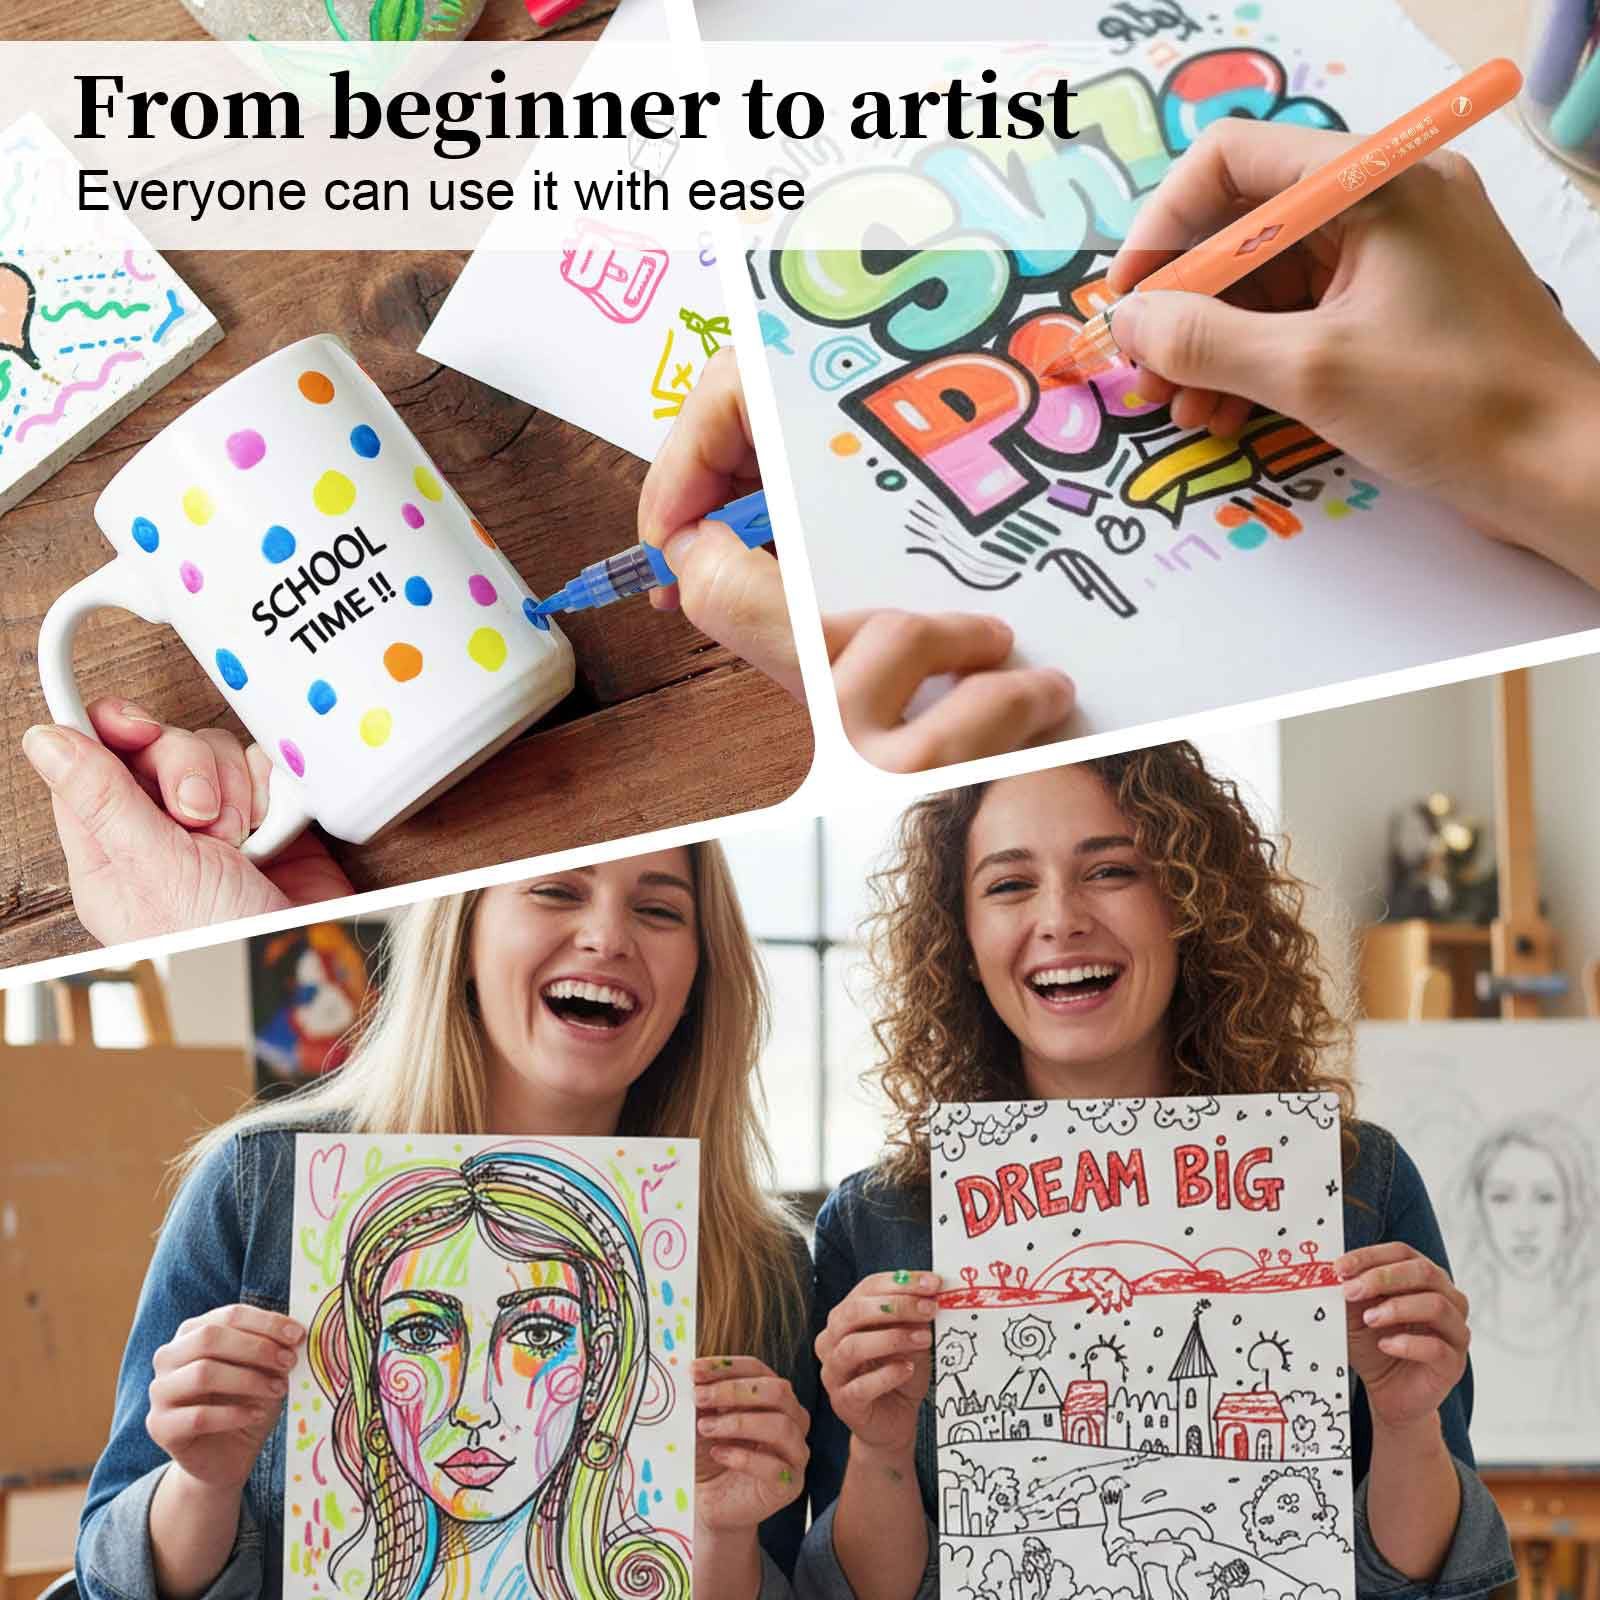 From beginner to artist
Everyone can use it with ease
SCHOOL
TIME !!
DREAM BIG